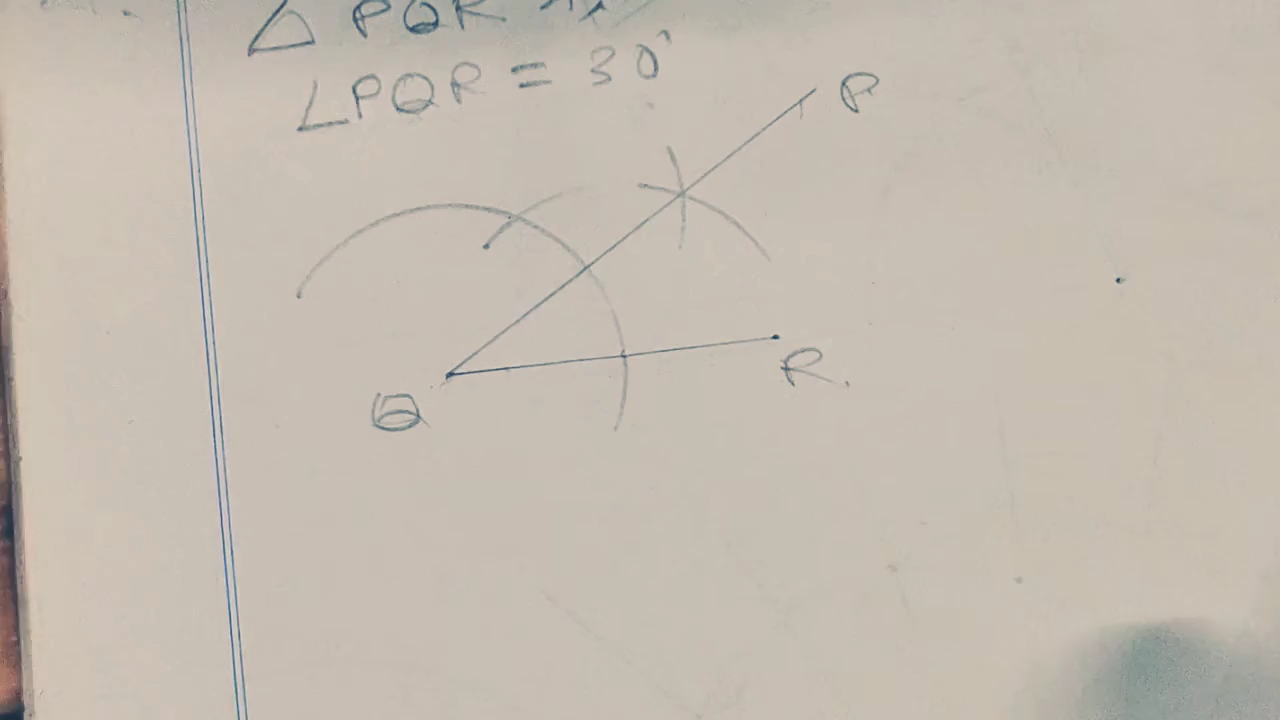 △ PQR
∠PQR = 30°
P
R.
Q